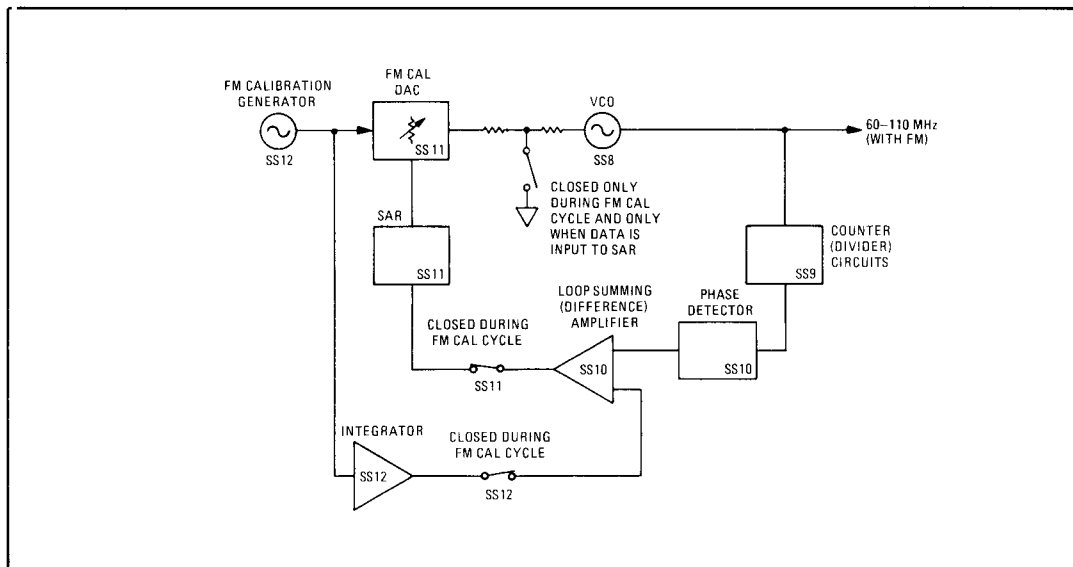 FM CALIBRATION
GENERATOR
SS12
FM CAL
DAC
SS11
VCO
SS8
60–110 MHz
(WITH FM)
CLOSED ONLY
DURING FM CAL
CYCLE AND ONLY
WHEN DATA IS
INPUT TO SAR
SAR
SS11
COUNTER
(DIVIDER)
CIRCUITS
SS9
LOOP SUMMING
(DIFFERENCE)
AMPLIFIER
SS10
PHASE
DETECTOR
SS10
CLOSED DURING
FM CAL CYCLE
SS11
INTEGRATOR
SS12
CLOSED DURING
FM CAL CYCLE
SS12